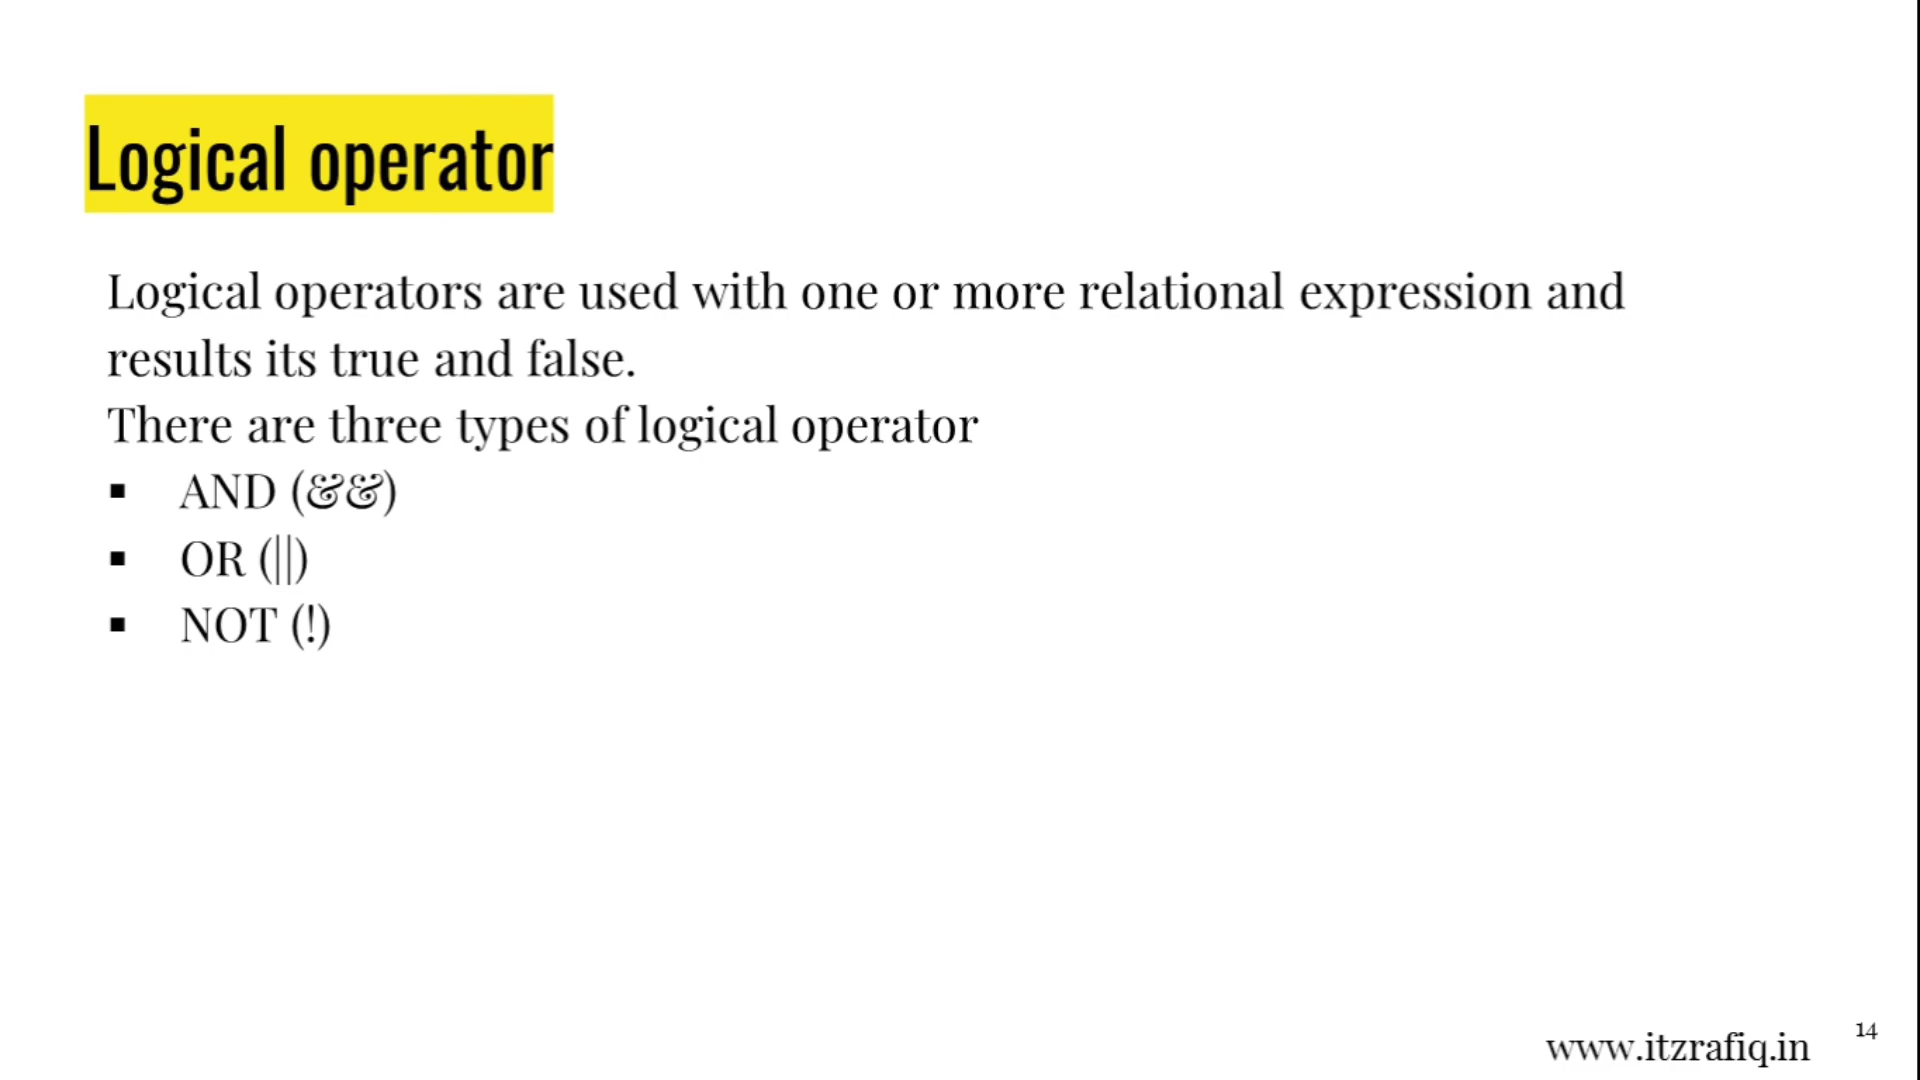 Logical operator
Logical operators are used with one or more relational expression and
results its true and false.
There are three types of logical operator
▪ AND (&&)
▪ OR (||)
▪ NOT (!)
www.itzrafiq.in
14